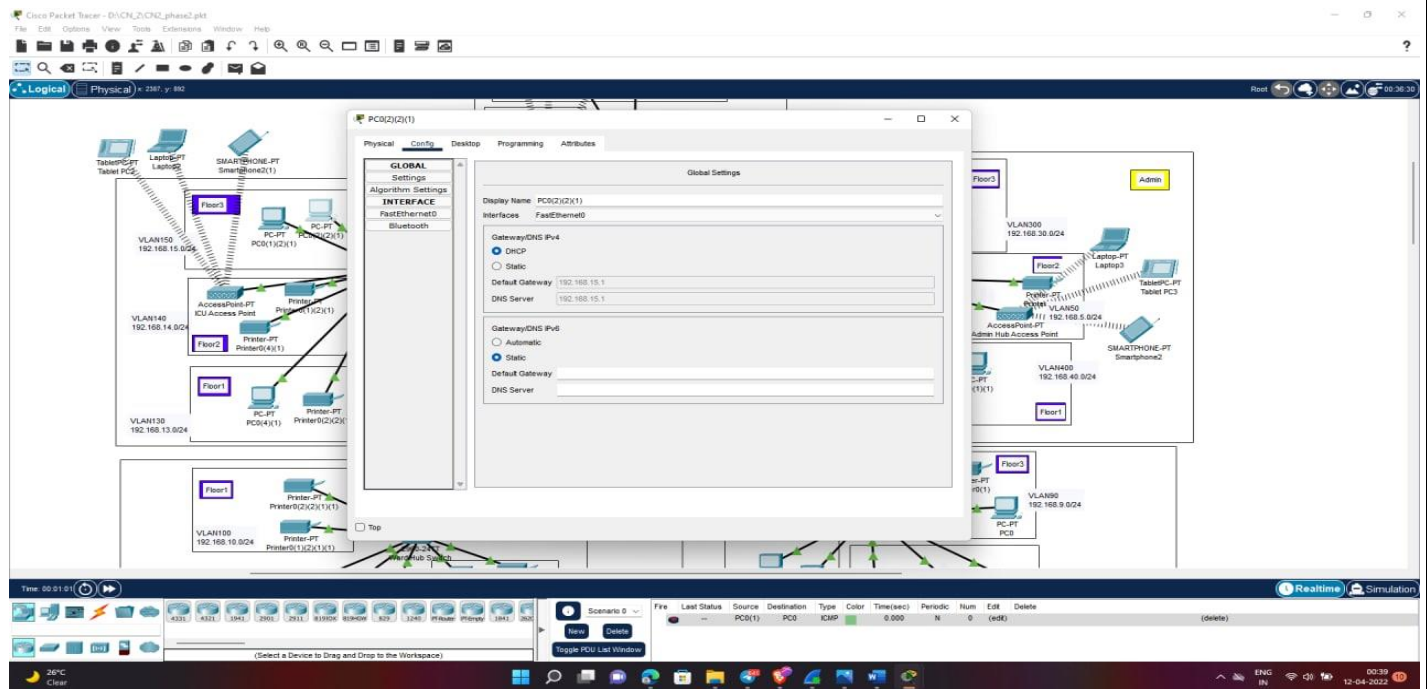 Cisco Packet Tracer - D:\CN_2\CN2_phase2.pkt
File Edit Options View Tools Extensions Window Help
?
Logical Physical x: 2367, y: 892
Root 00:36:30
PC0(2)(2)(1)
Physical Config Desktop Programming Attributes
GLOBAL
Settings
Algorithm Settings
INTERFACE
FastEthernet0
Bluetooth
Global Settings
Display Name PC0(2)(2)(1)
Interfaces FastEthernet0
Gateway/DNS IPv4
DHCP
Static
Default Gateway 192.168.15.1
DNS Server 192.168.15.1
Gateway/DNS IPv6
Automatic
Static
Default Gateway
DNS Server
Top
TabletPC-PT
Tablet PC2
Laptop-PT
Laptop2
SMARTPHONE-PT
Smartphone2(1)
Floor3
VLAN150
192.168.15.0/24
PC-PT
PC0(1)(2)(1)
PC-PT
PC0(2)(2)(1)
AccessPoint-PT
ICU Access Point
VLAN140
192.168.14.0/24
Floor2
Printer-PT
Printer0(4)(1)
Floor1
VLAN130
192.168.13.0/24
PC-PT
PC0(4)(1)
Printer-PT
Printer0(2)(2)(
Floor1
Printer-PT
Printer0(2)(2)(1)(1)
VLAN100
192.168.10.0/24
Printer-PT
Printer0(1)(2)(1)(1)
Floor3
Admin
VLAN300
192.168.30.0/24
Floor2
Laptop-PT
Laptop3
TabletPC-PT
Tablet PC3
Printer-PT
VLAN50
192.168.5.0/24
AccessPoint-PT
Admin Hub Access Point
SMARTPHONE-PT
Smartphone2
VLAN400
192.168.40.0/24
Floor1
Floor3
VLAN90
192.168.9.0/24
PC-PT
PC0
Time: 00:01:01
Realtime Simulation
4331 4321 1941 2901 2911 819IOX 819HGW 829 1240 PT-Router PT-Empty 1841
(Select a Device to Drag and Drop to the Workspace)
Scenario 0
New Delete
Toggle PDU List Window
Fire Last Status Source Destination Type Color Time(sec) Periodic Num Edit Delete
-- PC0(1) PC0 ICMP 0.000 N 0 (edit) (delete)
26°C
Clear
ENG
IN
00:39
12-04-2022
10